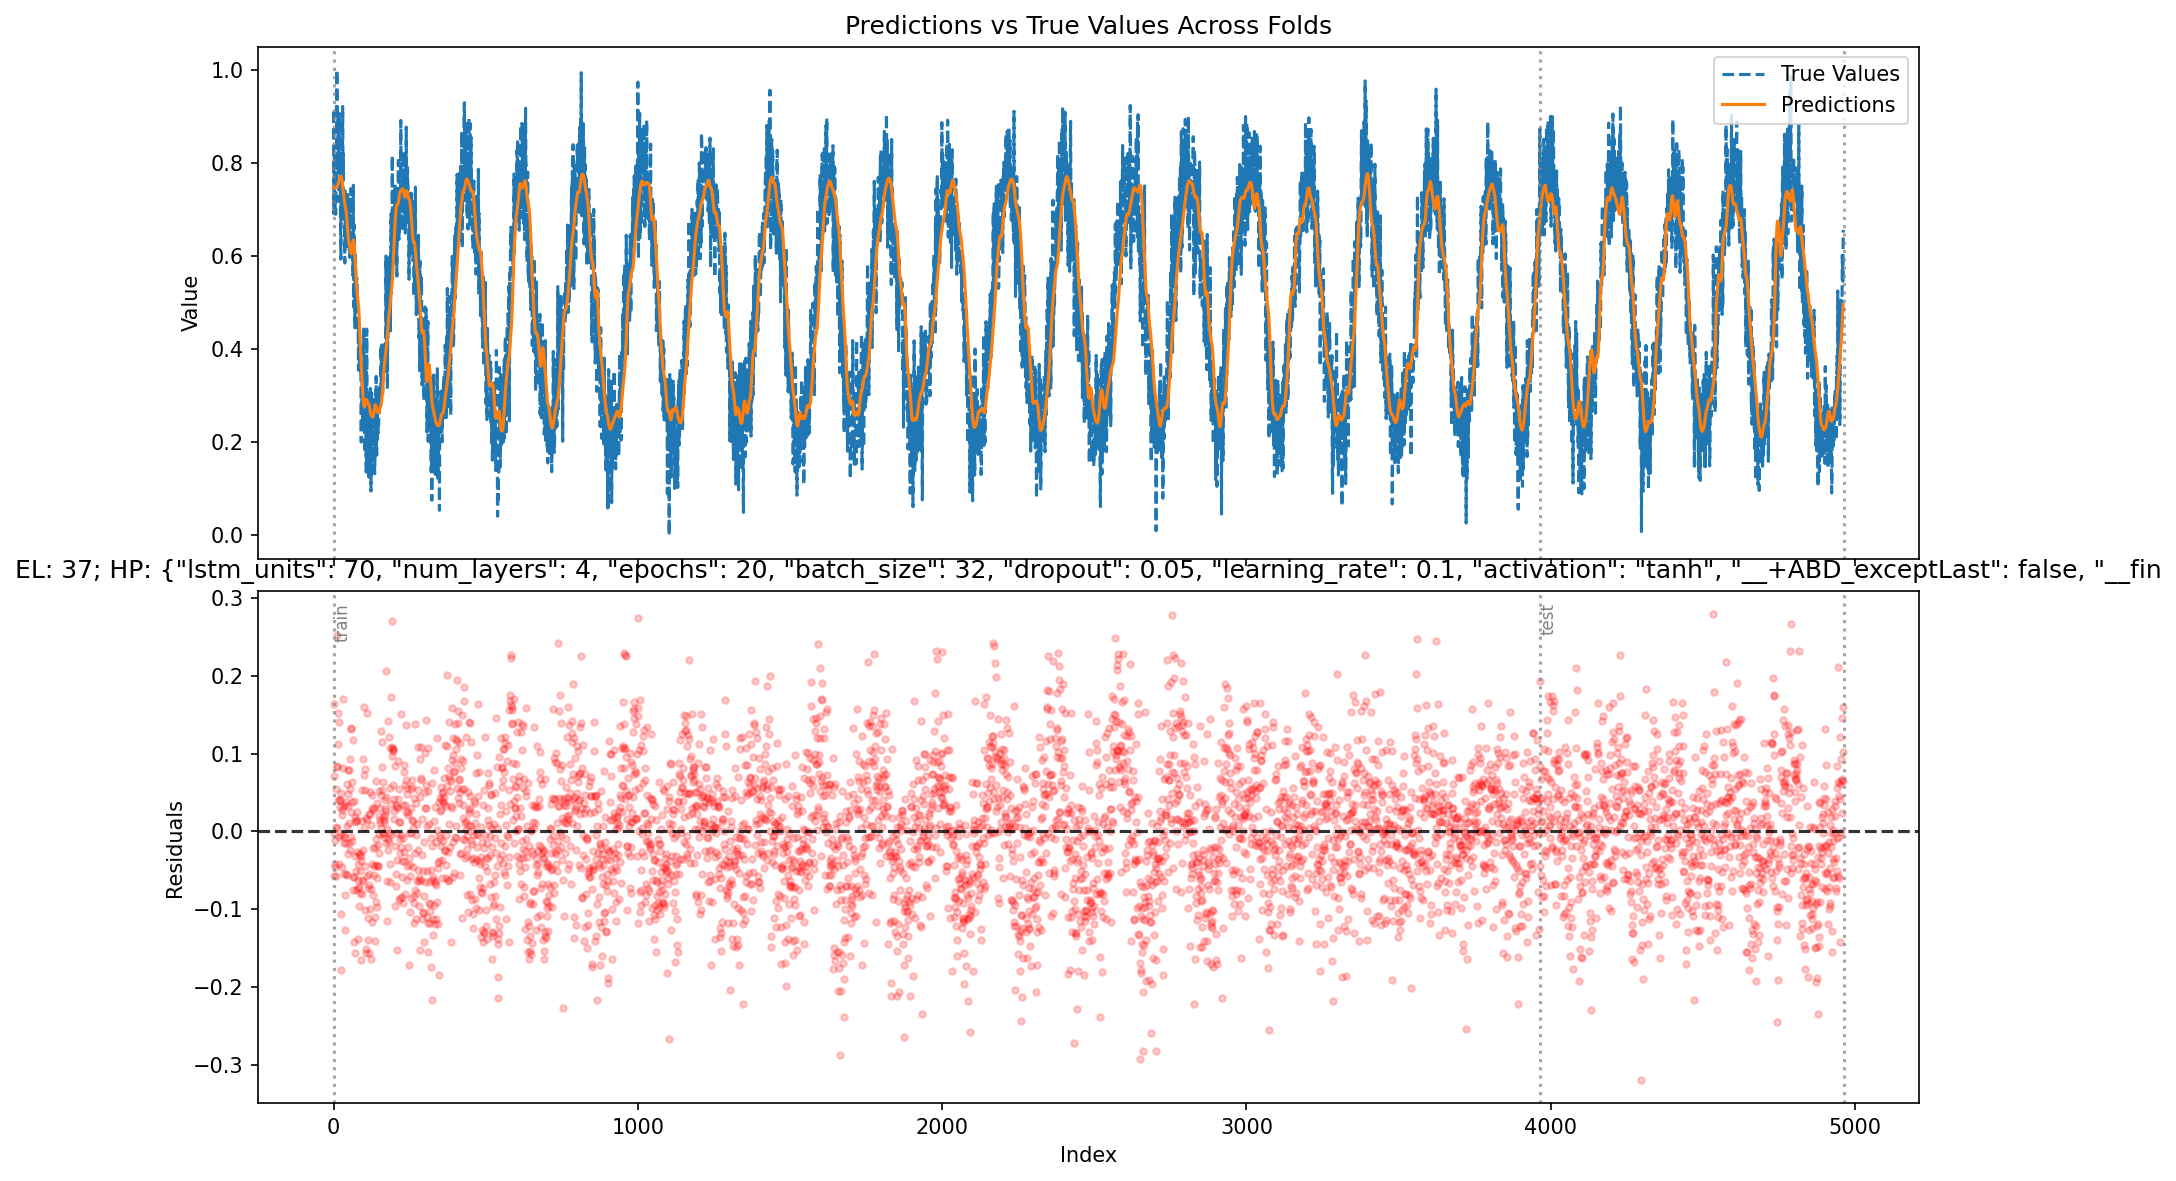 Predictions vs True Values Across Folds
1.0
0.8
0.6
0.4
0.2
0.0
Value
True Values
Predictions
EL: 37; HP: {"lstm_units": 70, "num_layers": 4, "epochs": 20, "batch_size": 32, "dropout": 0.05, "learning_rate": 0.1, "activation": "tanh", "__+ABD_exceptLast": false, "__fin
0.3
0.2
0.1
0.0
−0.1
−0.2
−0.3
Residuals
train
test
0 1000 2000 3000 4000 5000
Index